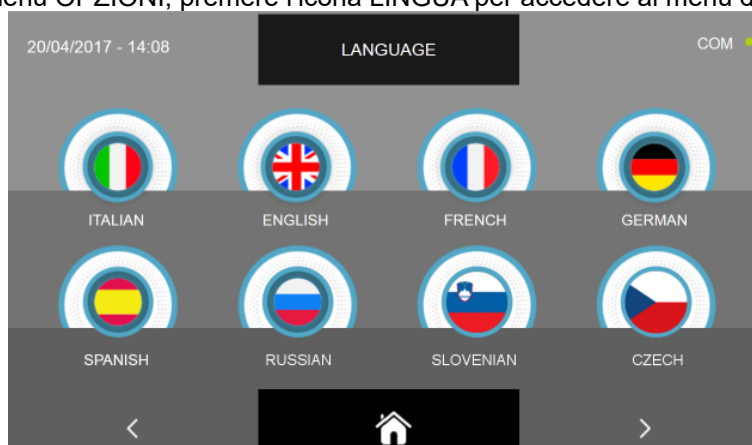 menu OPZIONI, premere l'icona LINGUA per accedere al menu d
20/04/2017 - 14:08
LANGUAGE
COM
ITALIAN
ENGLISH
FRENCH
GERMAN
SPANISH
RUSSIAN
SLOVENIAN
CZECH